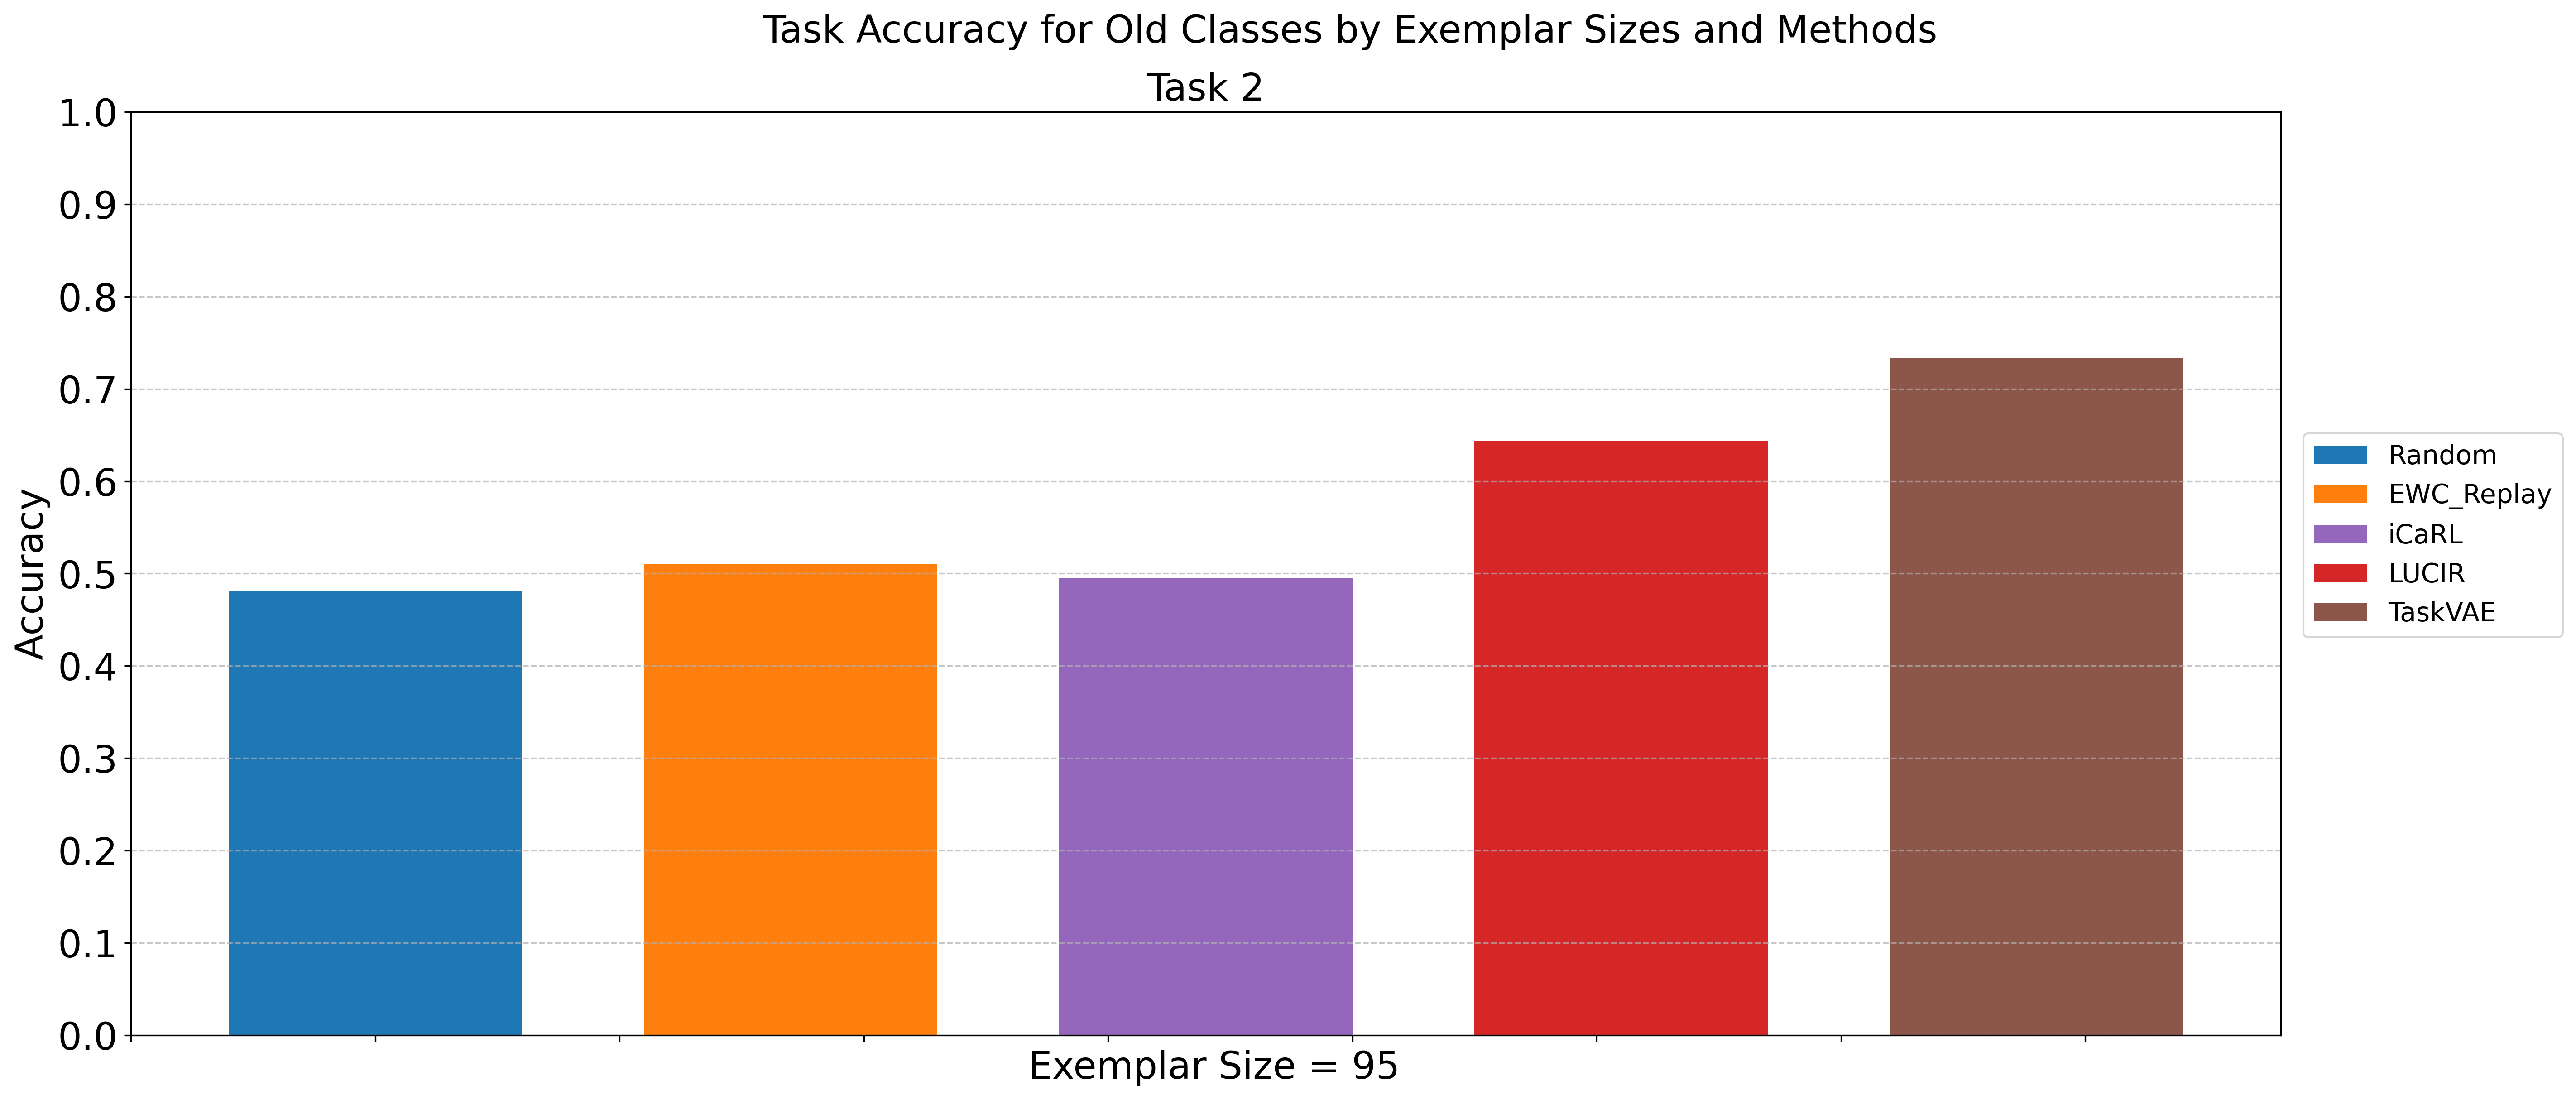 Task Accuracy for Old Classes by Exemplar Sizes and Methods
Task 2
1.0
0.9
0.8
0.7
0.6
0.5
0.4
0.3
0.2
0.1
0.0
Accuracy
Exemplar Size = 95
Random
EWC_Replay
iCaRL
LUCIR
TaskVAE